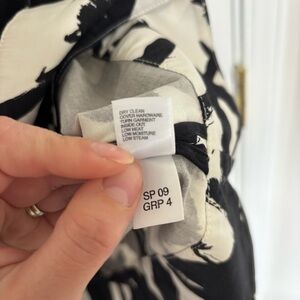 DRY CLEAN
COVER HARDWARE
TURN GARMENT
INSIDE OUT
LOW HEAT
LOW MOISTURE
LOW STEAM
SP 09
GRP 4